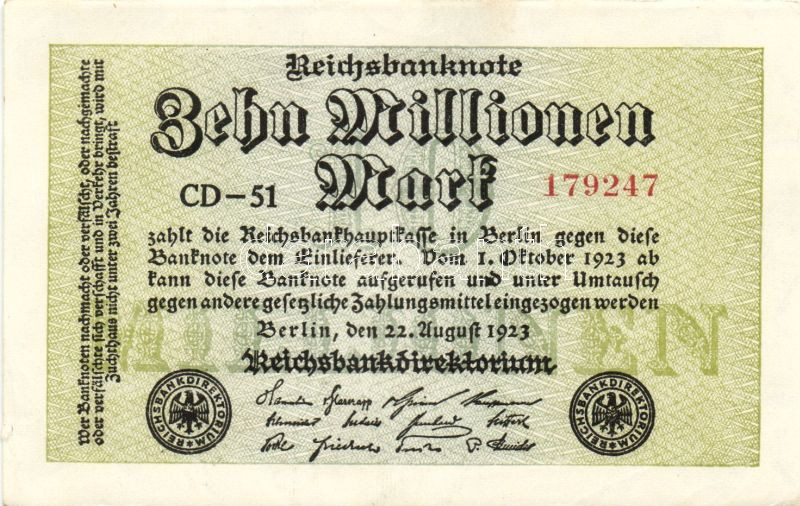 Reichsbanknote
Zehn Millionen
Mark
CD-51
179247
zahlt die Reichsbankhauptkasse in Berlin gegen diese
Banknote dem Einlieferer. Vom 1. Oktober 1923 ab
kann diese Banknote aufgerufen und unter Umtausch
gegen andere gesetzliche Zahlungsmittel eingezogen werden
Berlin, den 22. August 1923
Reichsbankdirektorium
Wer Banknoten nachmacht oder verfälscht, oder nachgemachte
oder verfälschte sich verschafft und in Verkehr bringt, wird mit
Zuchthaus nicht unter zwei Jahren bestraft
REICHSBANKDIREKTORIUM
REICHSBANKDIREKTORIUM